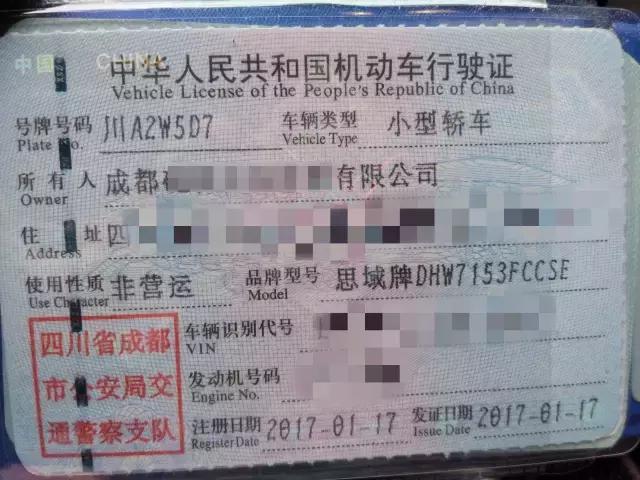 中国 CHINA
中华人民共和国机动车行驶证
Vehicle License of the People's Republic of China
号牌号码 川A2W5D7 车辆类型 小型轿车
Plate No. Vehicle Type
所有人 成都 有限公司
Owner
住址 四
Address
使用性质 非营运 品牌型号 思域牌DHW7153FCCSE
Use Character Model
四川省成都
市公安局交
通警察支队
车辆识别代号
VIN
发动机号码
Engine No.
注册日期 2017-01-17 发证日期 2017-01-17
Register Date Issue Date